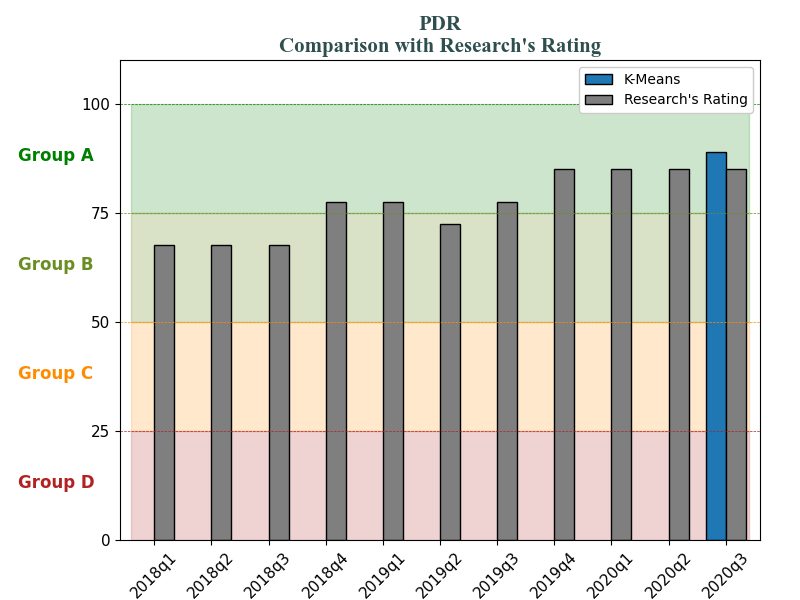 PDR
Comparison with Research's Rating
K-Means
Research's Rating
100
Group A
75
Group B
50
Group C
25
Group D
0
2018q1
2018q2
2018q3
2018q4
2019q1
2019q2
2019q3
2019q4
2020q1
2020q2
2020q3